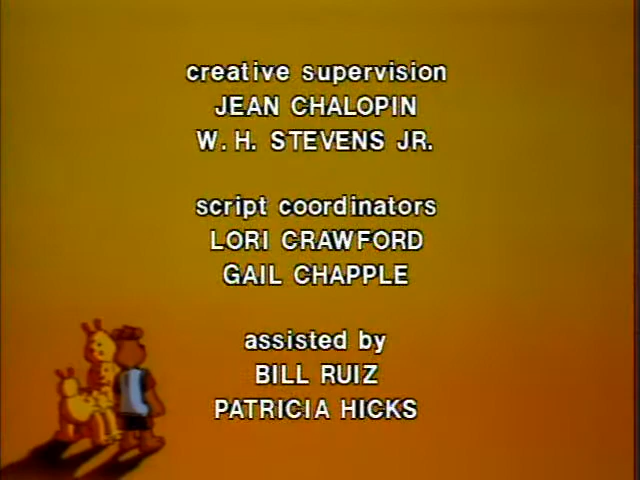 creative supervision
JEAN CHALOPIN
W. H. STEVENS JR.
script coordinators
LORI CRAWFORD
GAIL CHAPPLE
assisted by
BILL RUIZ
PATRICIA HICKS